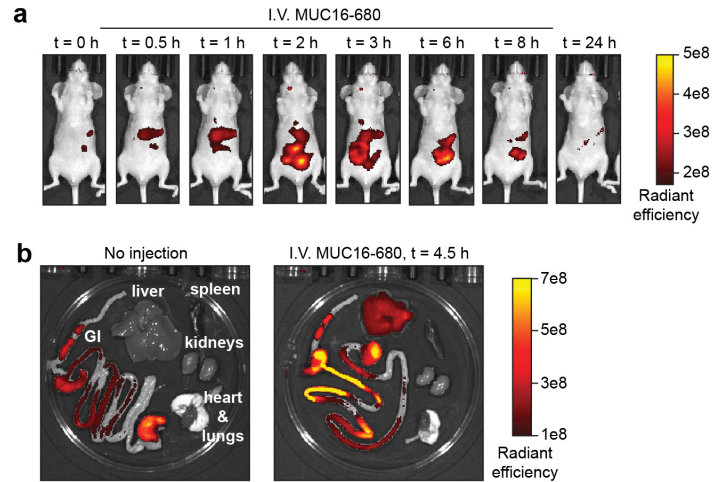 a
I.V. MUC16-680
t = 0 h t = 0.5 h t = 1 h t = 2 h t = 3 h t = 6 h t = 8 h t = 24 h
5e8
4e8
3e8
2e8
Radiant
efficiency
b
No injection
liver
spleen
GI
kidneys
heart
&
lungs
I.V. MUC16-680, t = 4.5 h
7e8
5e8
3e8
1e8
Radiant
efficiency